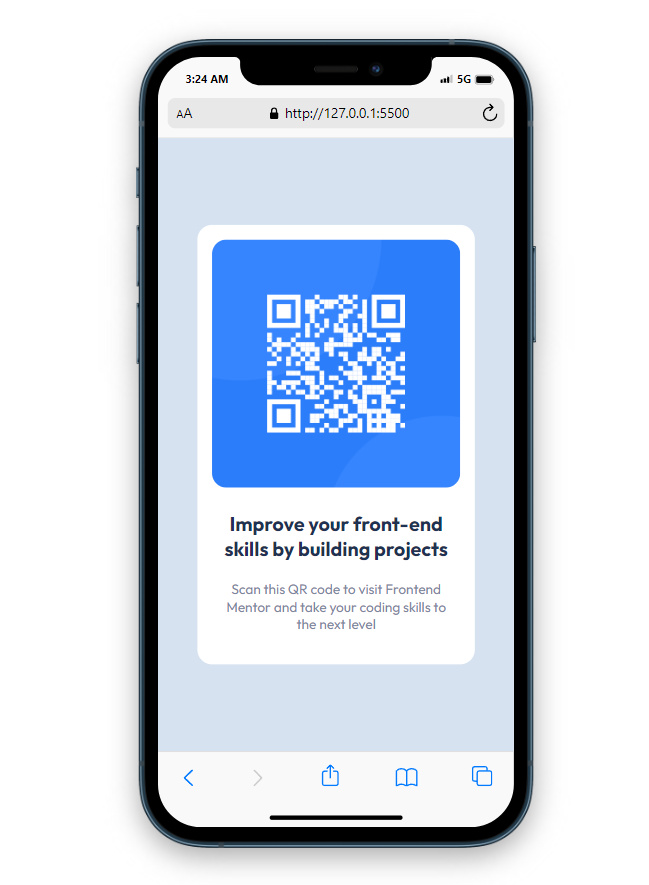 3:24 AM 5G
AA http://127.0.0.1:5500
Improve your front-end
skills by building projects
Scan this QR code to visit Frontend
Mentor and take your coding skills to
the next level